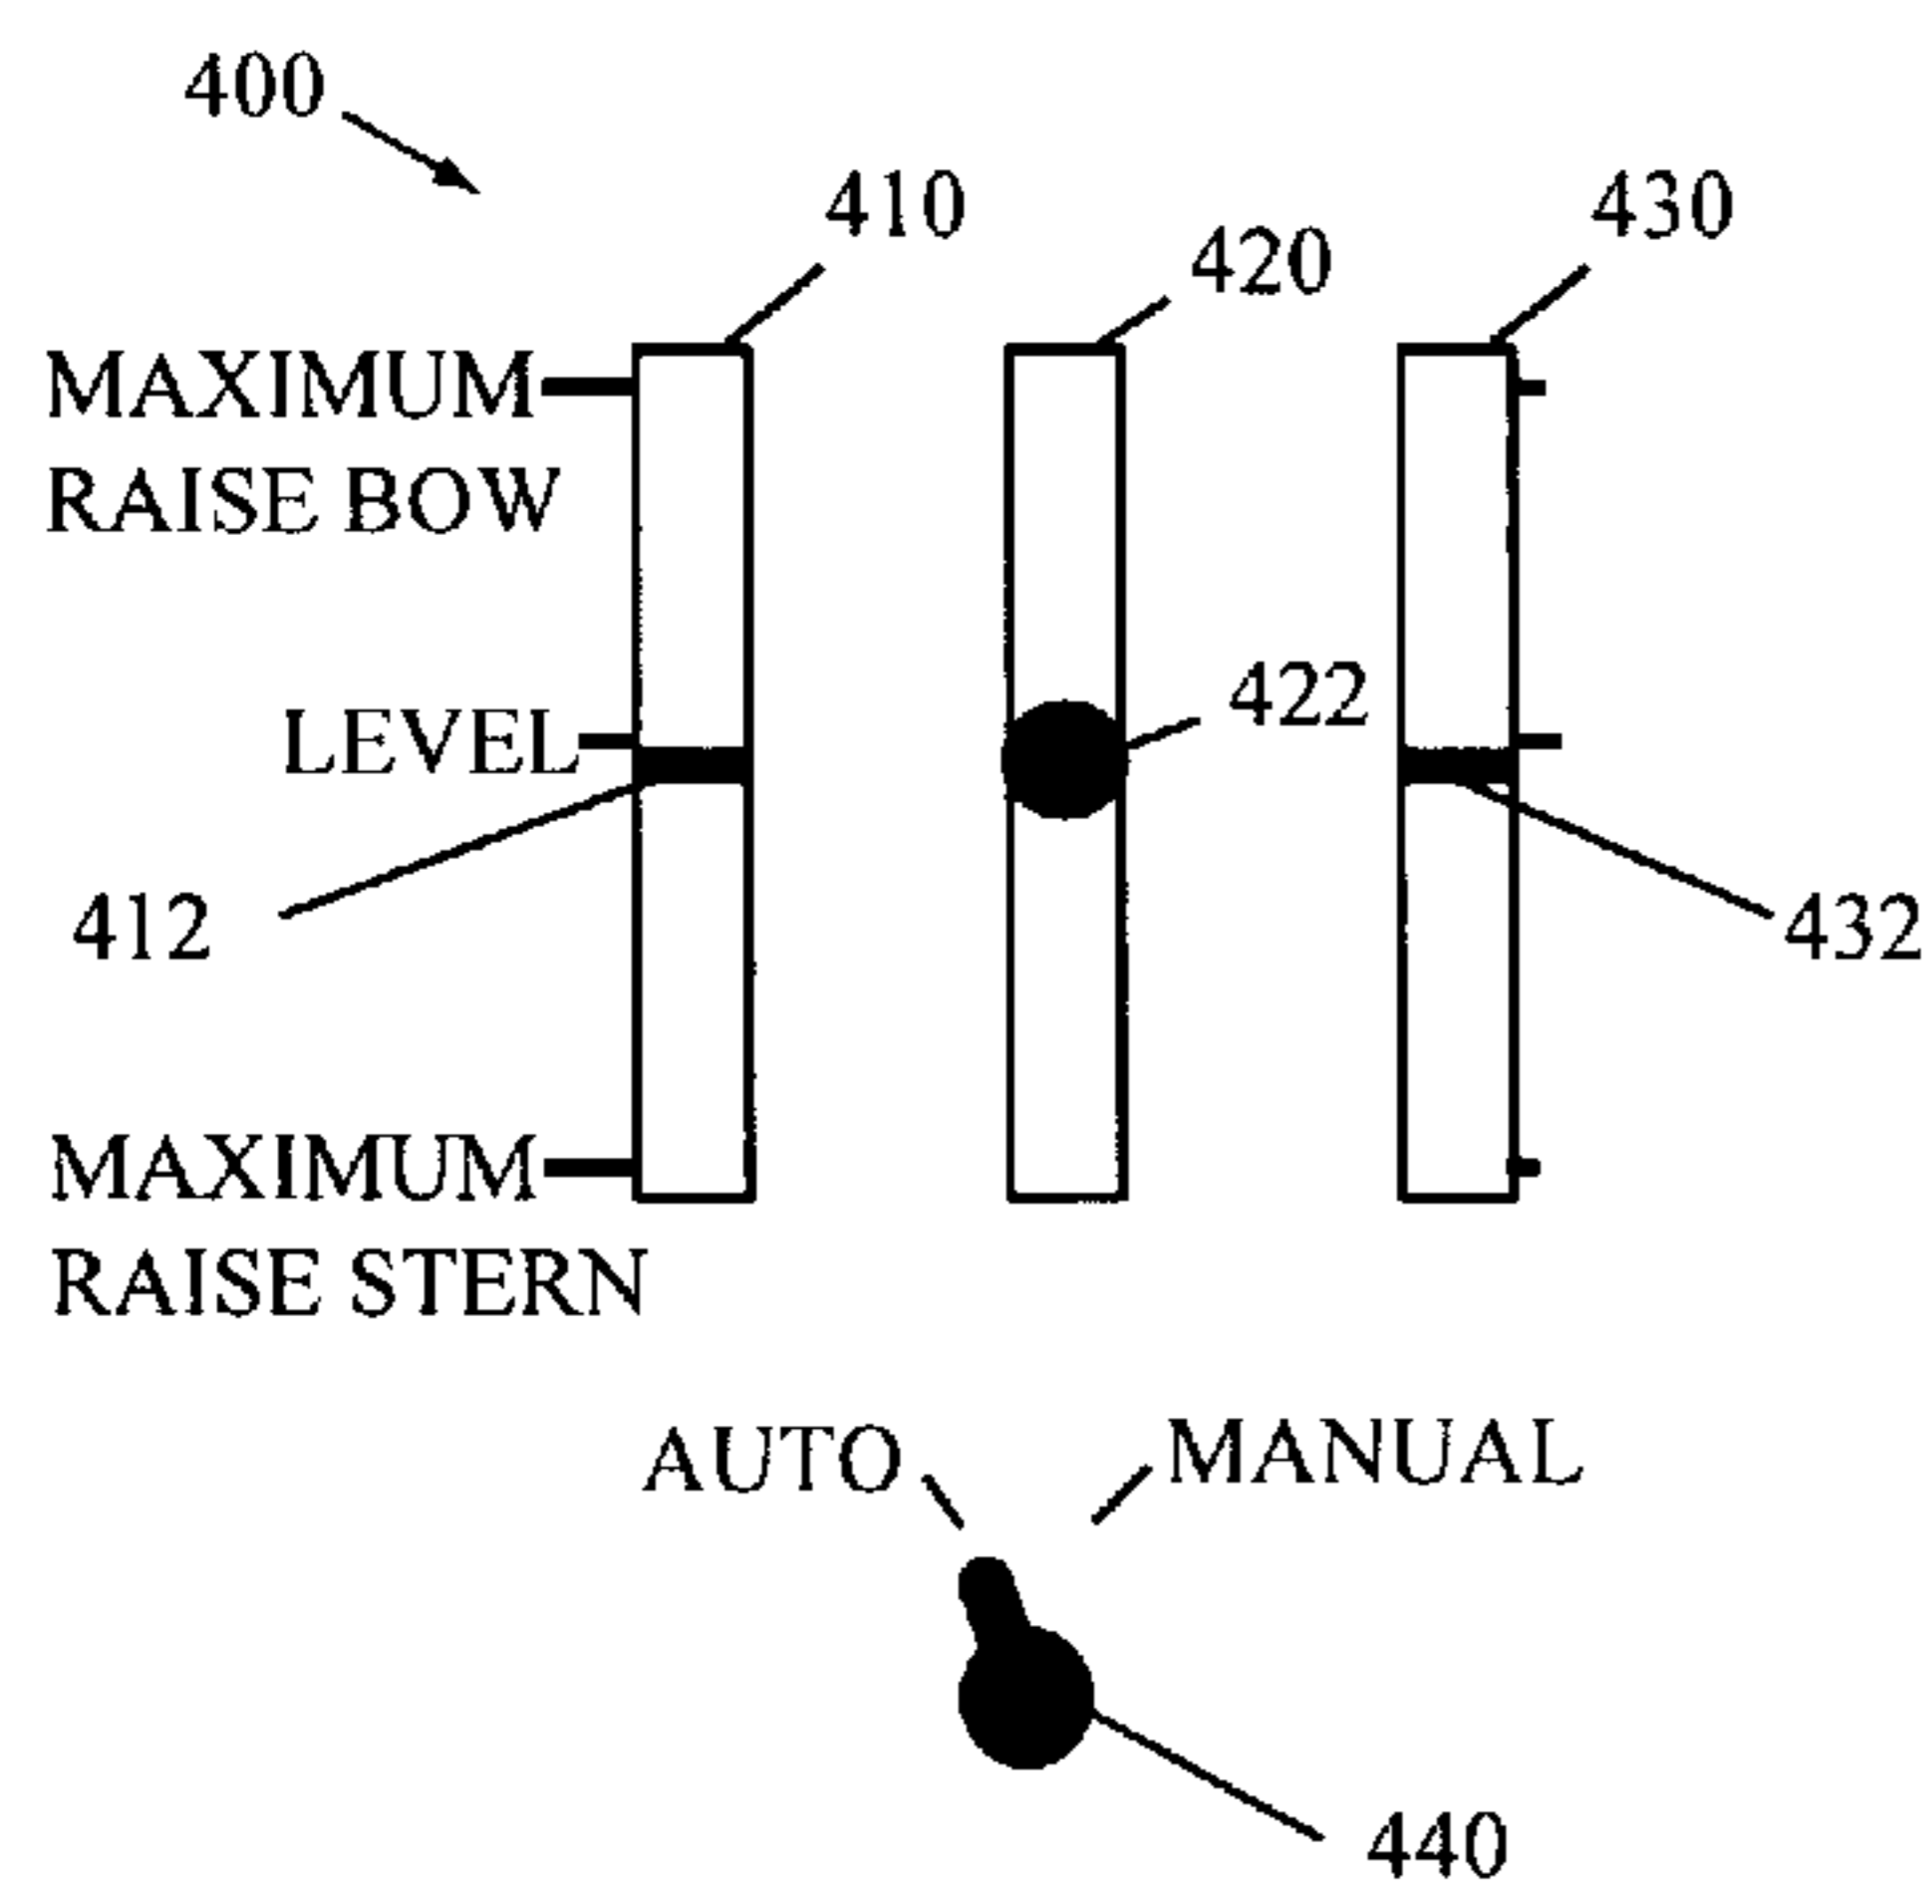 400
410
420
430
MAXIMUM
RAISE BOW
422
LEVEL
412
432
MAXIMUM
RAISE STERN
AUTO
MANUAL
440